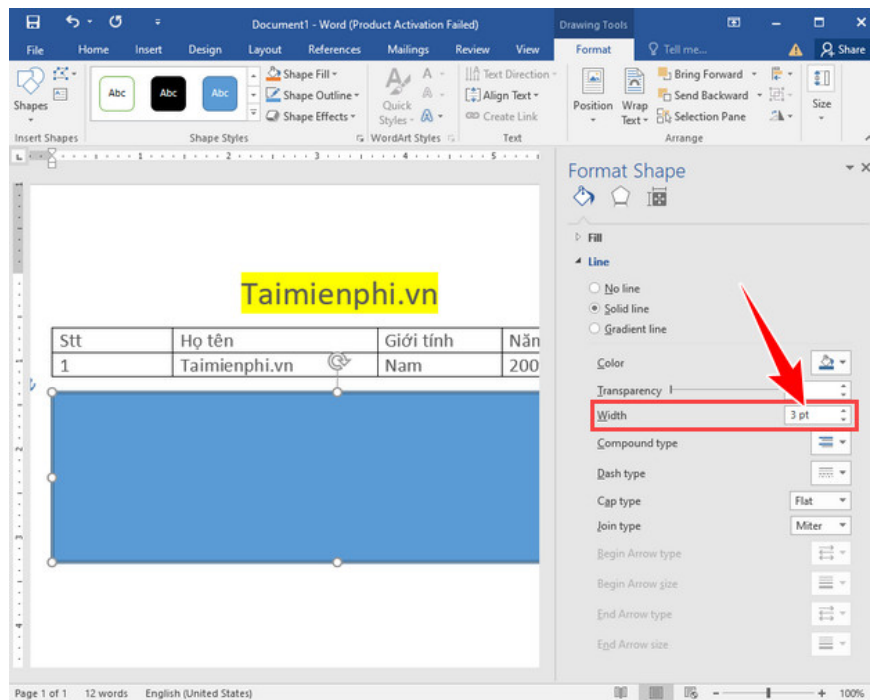 Document1 - Word (Product Activation Failed)
Drawing Tools
File Home Insert Design Layout References Mailings Review View Format Tell me... Share
Shapes
Abc Abc Abc
Shape Fill
Shape Outline
Shape Effects
Quick Styles
A A A
Text Direction
Align Text
Create Link
Position
Wrap Text
Bring Forward
Send Backward
Selection Pane
Size
Insert Shapes Shape Styles WordArt Styles Text Arrange
1 2 3 4 5
Format Shape
Fill
Line
No line
Solid line
Gradient line
Color
Transparency
Width 3 pt
Compound type
Dash type
Cap type Flat
Join type Miter
Begin Arrow type
Begin Arrow size
End Arrow type
End Arrow size
Taimienphi.vn
Stt Họ tên Giới tính Năm
1 Taimienphi.vn Nam 200
Page 1 of 1 12 words English (United States) 100%